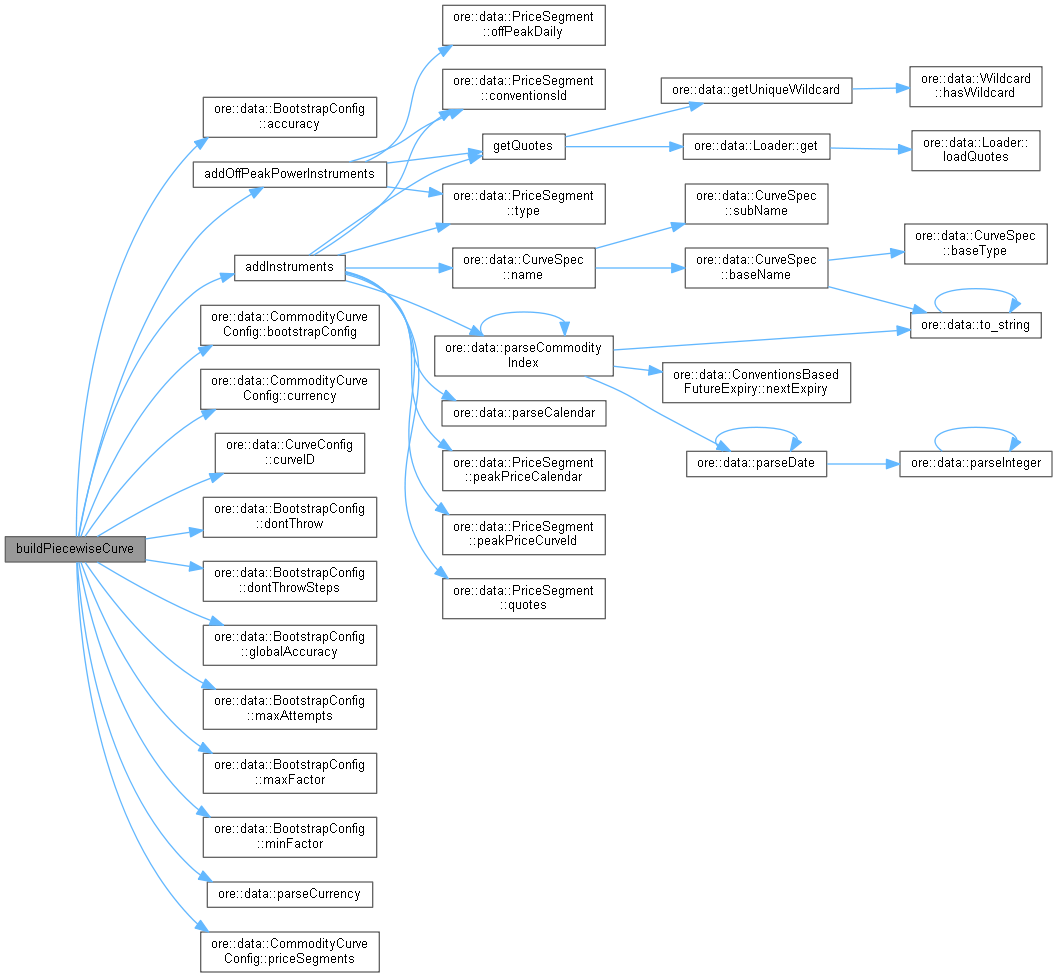 buildPiecewiseCurve
ore::data::BootstrapConfig
::accuracy
addOffPeakPowerInstruments
addInstruments
ore::data::CommodityCurve
Config::bootstrapConfig
ore::data::CommodityCurve
Config::currency
ore::data::CurveConfig
::curveID
ore::data::BootstrapConfig
::dontThrow
ore::data::BootstrapConfig
::dontThrowSteps
ore::data::BootstrapConfig
::globalAccuracy
ore::data::BootstrapConfig
::maxAttempts
ore::data::BootstrapConfig
::maxFactor
ore::data::BootstrapConfig
::minFactor
ore::data::parseCurrency
ore::data::CommodityCurve
Config::priceSegments
ore::data::PriceSegment
::offPeakDaily
ore::data::PriceSegment
::conventionsId
getQuotes
ore::data::PriceSegment
::type
ore::data::CurveSpec
::name
ore::data::parseCommodity
Index
ore::data::parseCalendar
ore::data::PriceSegment
::peakPriceCalendar
ore::data::PriceSegment
::peakPriceCurveId
ore::data::PriceSegment
::quotes
ore::data::getUniqueWildcard
ore::data::Loader::get
ore::data::CurveSpec
::subName
ore::data::CurveSpec
::baseName
ore::data::ConventionsBased
FutureExpiry::nextExpiry
ore::data::parseDate
ore::data::Wildcard
::hasWildcard
ore::data::Loader::
loadQuotes
ore::data::CurveSpec
::baseType
ore::data::to_string
ore::data::parseInteger